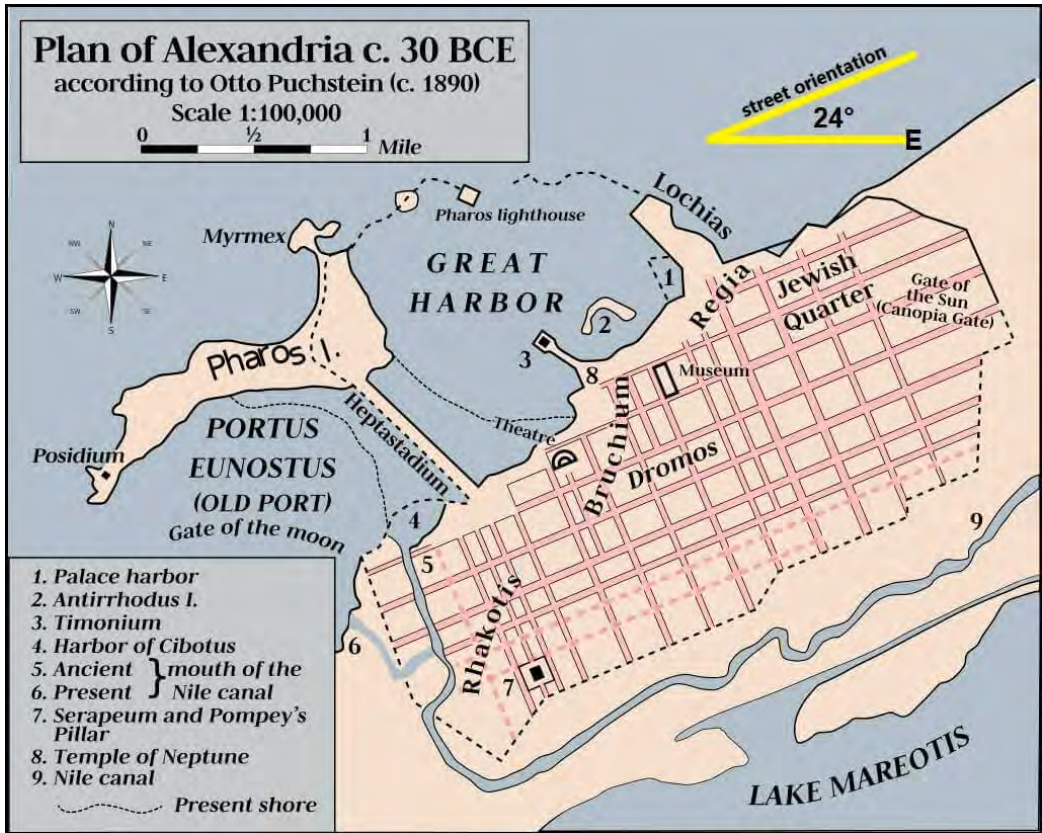 Plan of Alexandria c. 30 BCE
according to Otto Puchstein (c. 1890)
Scale 1:100,000
0 ½ 1
Mile
street orientation
24°
E
N
NW
NE
W
E
SW
SE
S
Myrmex
Pharos lighthouse
Lochias
GREAT
HARBOR
1
2
3
8
Regia
Jewish
Quarter
Gate of
the Sun
(Canopia Gate)
Museum
Pharos I.
Heptastadium
Theatre
Bruchium
Dromos
PORTUS
EUNOSTUS
(OLD PORT)
Posidium
Gate of the moon
4
5
6
Rhakotis
7
9
LAKE MAREOTIS
1. Palace harbor
2. Antirrhodus I.
3. Timonium
4. Harbor of Cibotus
5. Ancient } mouth of the
6. Present } Nile canal
7. Serapeum and Pompey's
Pillar
8. Temple of Neptune
9. Nile canal
Present shore